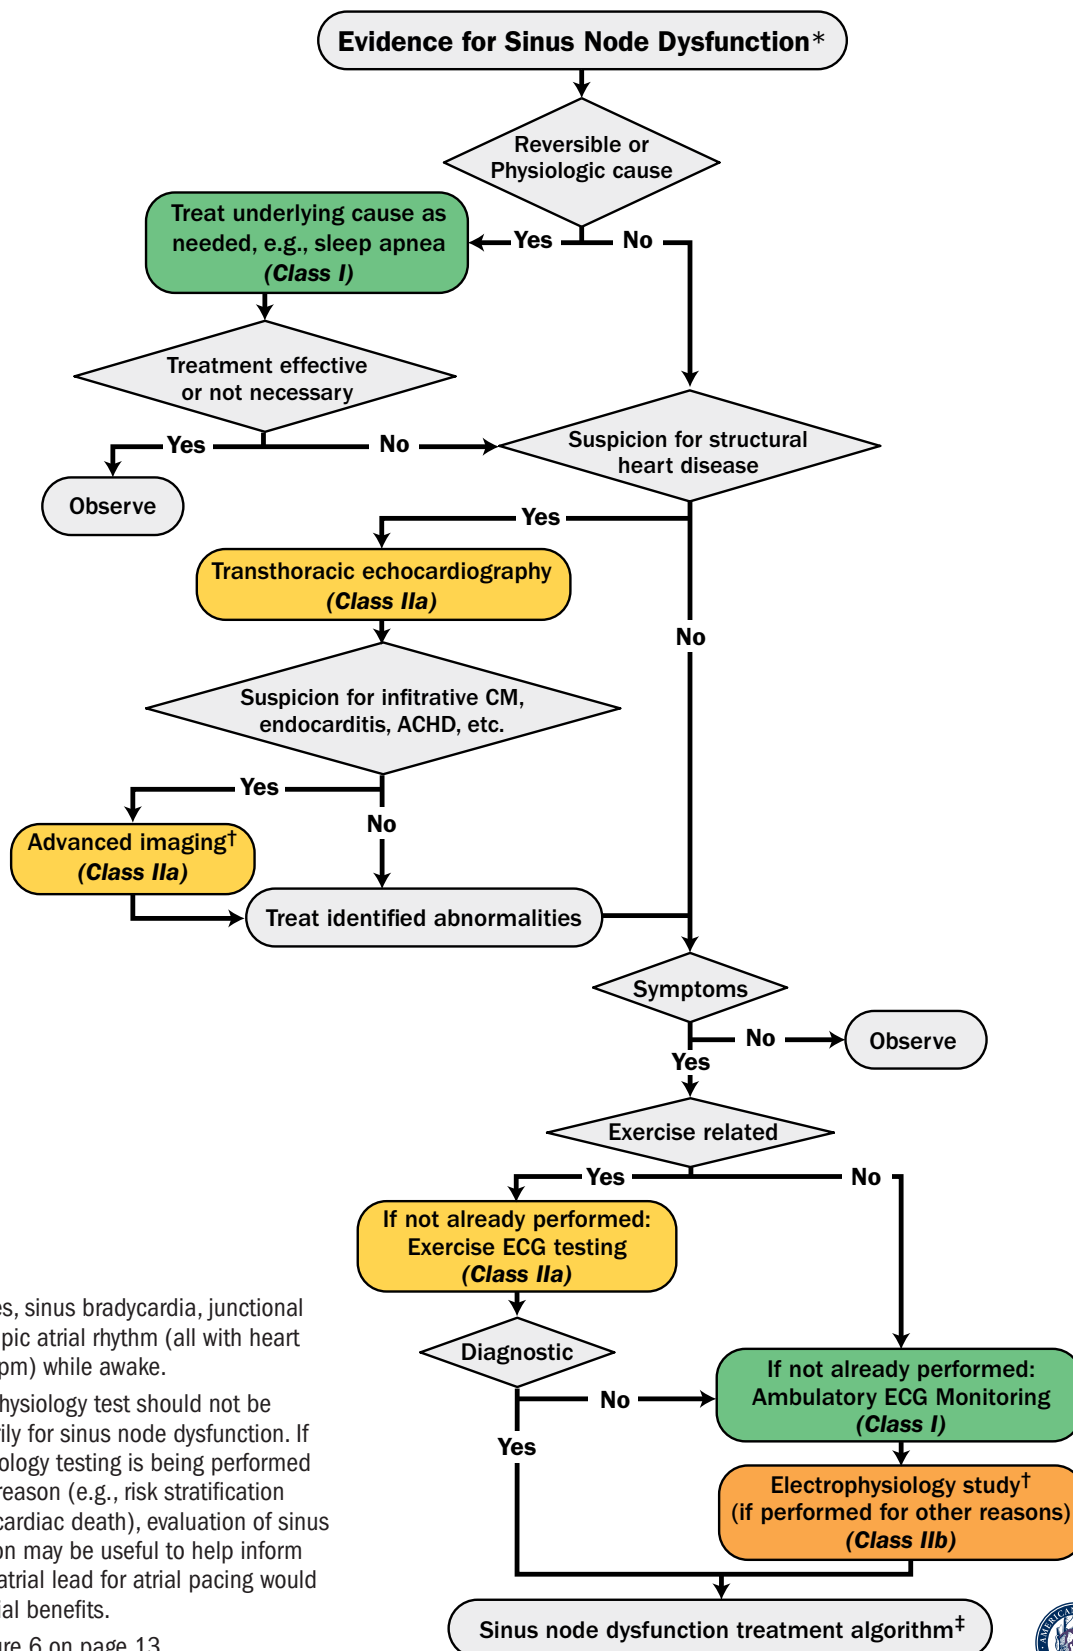 Evidence for Sinus Node Dysfunction*
Reversible or
Physiologic cause
Yes
No
Treat underlying cause as
needed, e.g., sleep apnea
(Class I)
Treatment effective
or not necessary
Yes
No
Observe
Suspicion for structural
heart disease
Yes
No
Transthoracic echocardiography
(Class IIa)
Suspicion for infitrative CM,
endocarditis, ACHD, etc.
Yes
No
Advanced imaging†
(Class IIa)
Treat identified abnormalities
Symptoms
No
Observe
Yes
Exercise related
Yes
No
If not already performed:
Exercise ECG testing
(Class IIa)
Diagnostic
No
Yes
If not already performed:
Ambulatory ECG Monitoring
(Class I)
Electrophysiology study†
(if performed for other reasons)
(Class IIb)
Sinus node dysfunction treatment algorithm‡
es, sinus bradycardia, junctional
pic atrial rhythm (all with heart
pm) while awake.
hysiology test should not be
rily for sinus node dysfunction. If
ology testing is being performed
reason (e.g., risk stratification
cardiac death), evaluation of sinus
on may be useful to help inform
atrial lead for atrial pacing would
ial benefits.
ure 6 on page 13